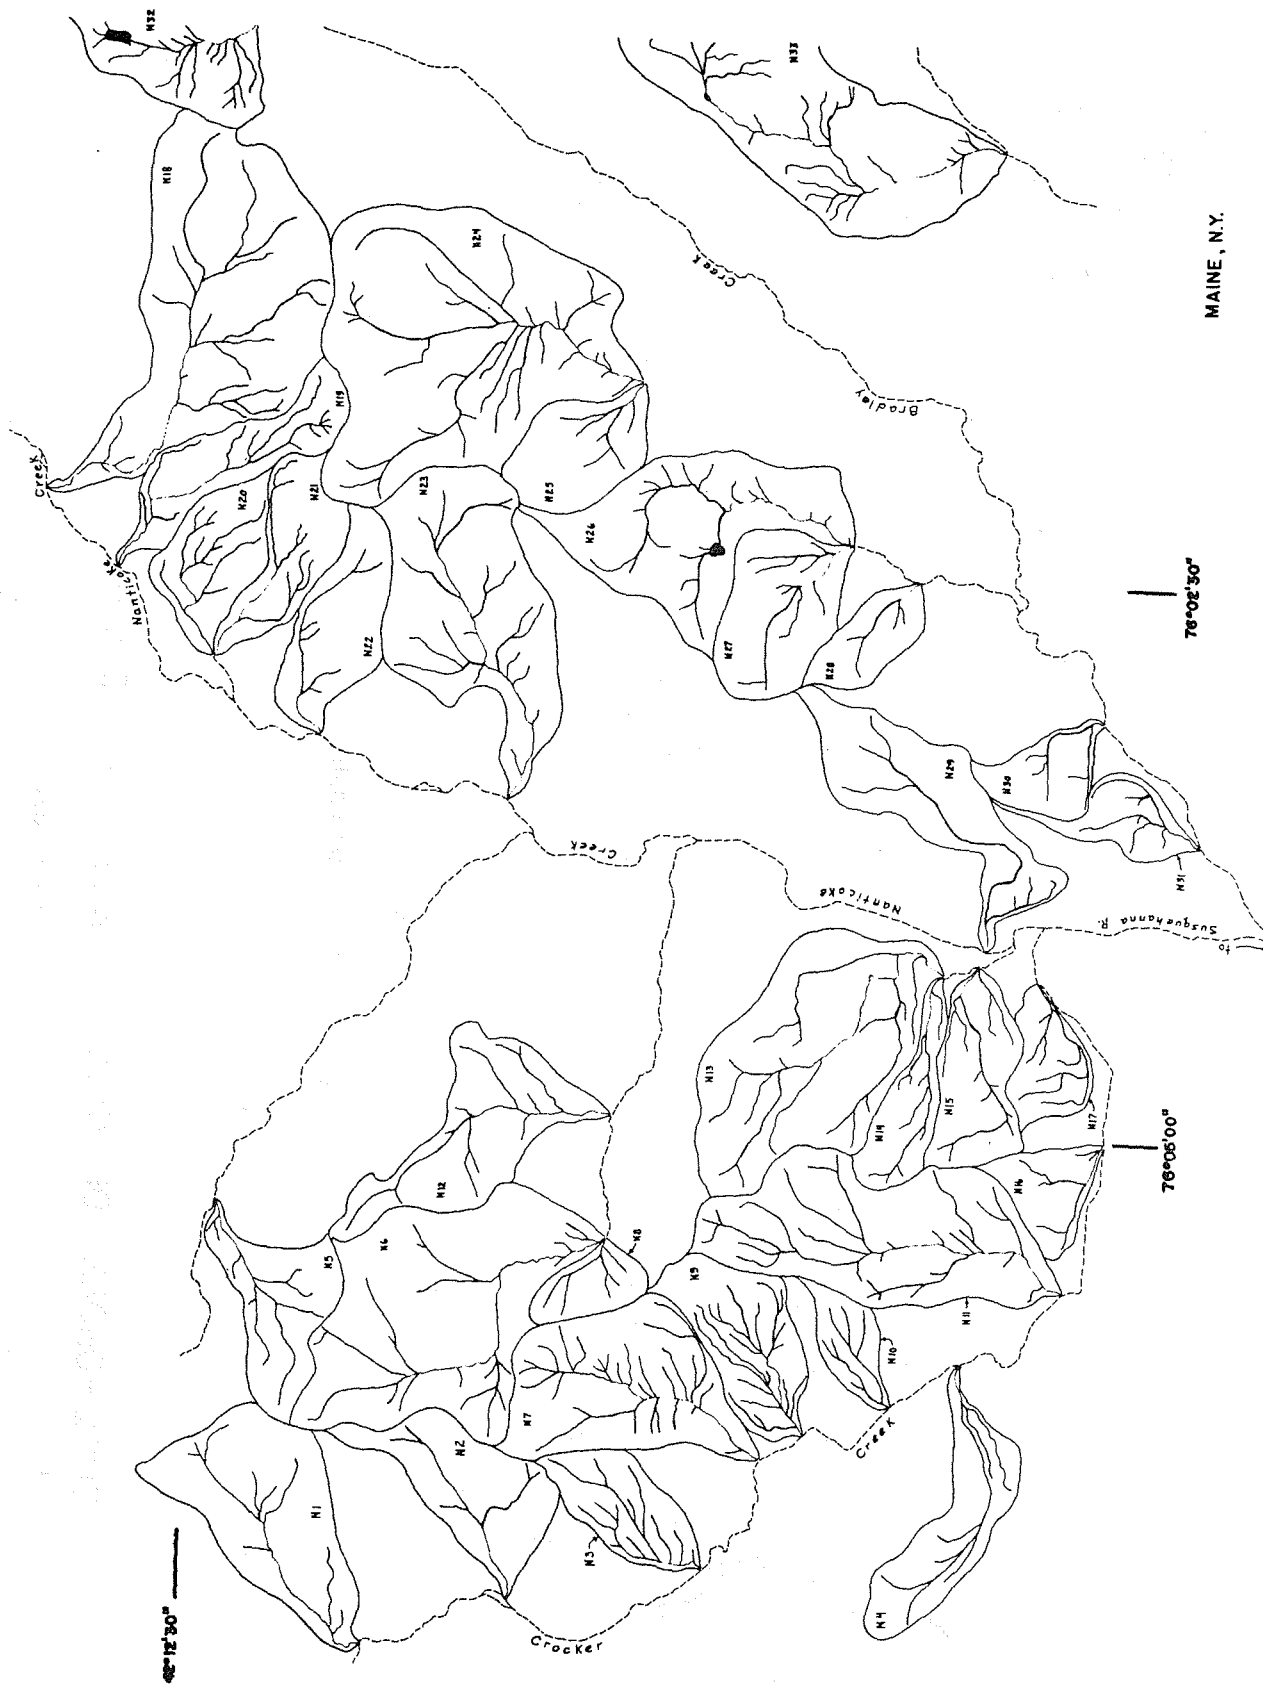 N32
N18
N33
N24
Creek
MAINE, N.Y.
N19
N20
N21
N23
Creek
Bradley
Nanticoke
N25
N26
N22
N27
N28
76°02'30"
N29
N30
N31
Creek
Nanticoke
to Susquehanna R.
N13
N14
N15
N17
76°05'00"
N12
N16
N6
N5
N8
N9
N11
N10
N7
N2
Creek
N1
N3
N4
42°12'30"
Crocker